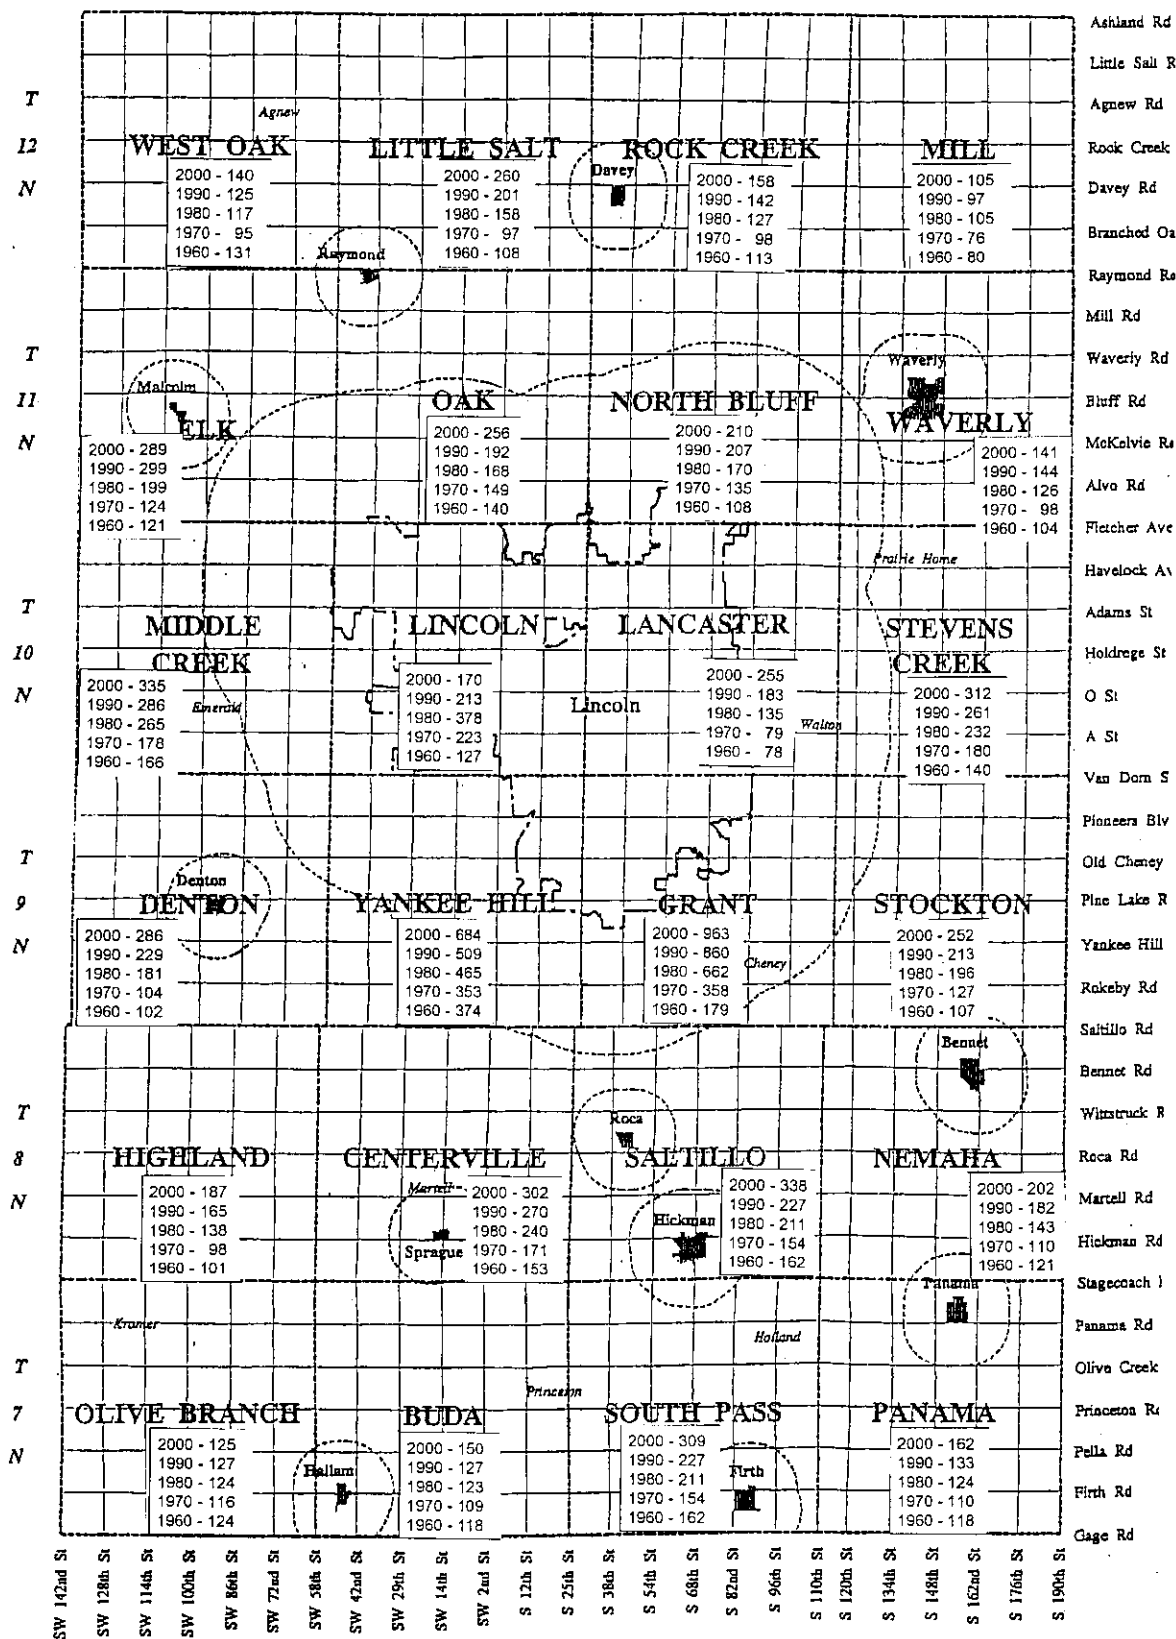 Ashland Rd
Little Salt R
T
Agnew Rd
Agnew
12
WEST OAK
LITTLE SALT
ROCK CREEK
MILL
Rock Creek
N
2000 - 140
1990 - 125
1980 - 117
1970 - 95
1960 - 131
2000 - 260
1990 - 201
1980 - 158
1970 - 97
1960 - 108
Davey
2000 - 158
1990 - 142
1980 - 127
1970 - 98
1960 - 113
2000 - 105
1990 - 97
1980 - 105
1970 - 76
1960 - 80
Davey Rd
Branched Oa
Raymond
Raymond Ro
Mill Rd
T
Waverly
Waverly Rd
Malcolm
11
ELK
OAK
NORTH BLUFF
WAVERLY
Bluff Rd
N
2000 - 289
1990 - 299
1980 - 199
1970 - 124
1960 - 121
2000 - 256
1990 - 192
1980 - 168
1970 - 149
1960 - 140
2000 - 210
1990 - 207
1980 - 170
1970 - 135
1960 - 108
2000 - 141
1990 - 144
1980 - 126
1970 - 98
1960 - 104
McKelvie Ro
Alvo Rd
Fletcher Ave
Prairie Home
Havelock Av
T
Adams St
10
MIDDLE
CREEK
LINCOLN
LANCASTER
STEVENS
CREEK
Holdrege St
N
2000 - 335
1990 - 286
1980 - 265
1970 - 178
1960 - 166
Emerald
2000 - 170
1990 - 213
1980 - 378
1970 - 223
1960 - 127
Lincoln
2000 - 255
1990 - 183
1980 - 135
1970 - 79
1960 - 78
Walton
2000 - 312
1990 - 261
1980 - 232
1970 - 180
1960 - 140
O St
A St
Van Dorn S
Pioneers Blv
T
Old Cheney
Denton
9
DENTON
YANKEE HILL
GRANT
STOCKTON
Pine Lake R
N
2000 - 286
1990 - 229
1980 - 181
1970 - 104
1960 - 102
2000 - 684
1990 - 509
1980 - 465
1970 - 353
1960 - 374
2000 - 963
1990 - 860
1980 - 662
1970 - 358
1960 - 179
Cheney
2000 - 252
1990 - 213
1980 - 196
1970 - 127
1960 - 107
Yankee Hill
Rokeby Rd
Saltillo Rd
Bennet
Bennet Rd
T
Roca
Wittstruck R
8
HIGHLAND
CENTERVILLE
SALTILLO
NEMAHA
Roca Rd
N
2000 - 187
1990 - 165
1980 - 138
1970 - 98
1960 - 101
Martell
Sprague
2000 - 302
1990 - 270
1980 - 240
1970 - 171
1960 - 153
Hickman
2000 - 338
1990 - 227
1980 - 211
1970 - 154
1960 - 162
2000 - 202
1990 - 182
1980 - 143
1970 - 110
1960 - 121
Martell Rd
Hickman Rd
Stagecoach
Panama
Kramer
Holland
Panama Rd
T
Olive Creek
Princeton
7
OLIVE BRANCH
BUDA
SOUTH PASS
PANAMA
Princeton Ro
N
2000 - 125
1990 - 127
1980 - 124
1970 - 116
1960 - 124
Hallam
2000 - 150
1990 - 127
1980 - 123
1970 - 109
1960 - 118
2000 - 309
1990 - 227
1980 - 211
1970 - 154
1960 - 162
Firth
2000 - 162
1990 - 133
1980 - 124
1970 - 110
1960 - 118
Pella Rd
Firth Rd
Gage Rd
SW 142nd St
SW 128th St
SW 114th St
SW 100th St
SW 86th St
SW 72nd St
SW 58th St
SW 42nd St
SW 29th St
SW 14th St
SW 2nd St
S 12th St
S 25th St
S 38th St
S 54th St
S 68th St
S 82nd St
S 96th St
S 110th St
S 120th St
S 134th St
S 148th St
S 162nd St
S 176th St
S 190th St